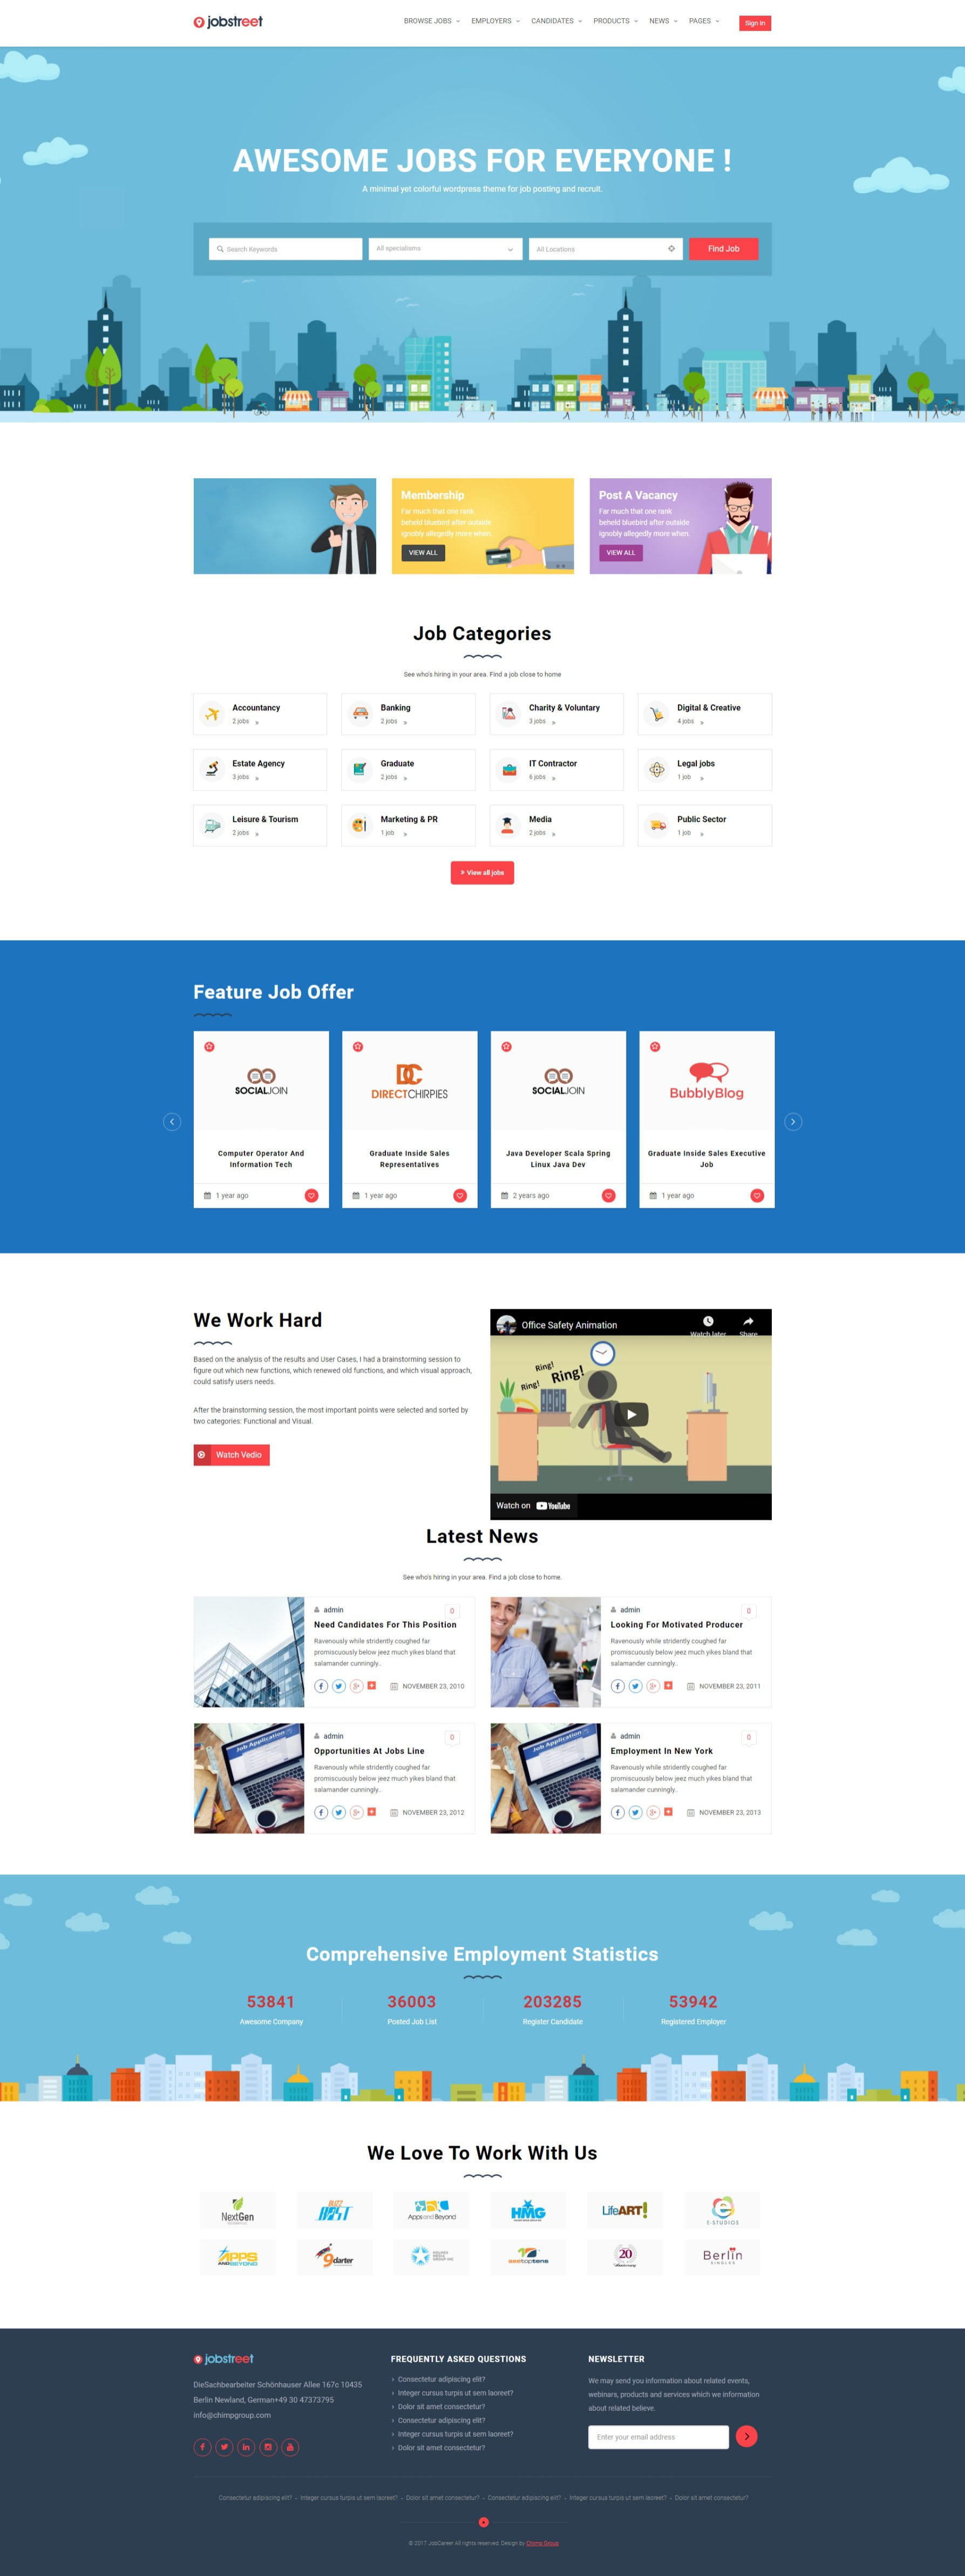 jobstreet
BROWSE JOBS EMPLOYERS CANDIDATES PRODUCTS NEWS PAGES Sign in
AWESOME JOBS FOR EVERYONE !
A minimal yet colorful wordpress theme for job posting and recruit.
Search Keywords All specialisms All Locations Find Job
Membership
Far much that one rank
beheld bluebird after outside
ignobly allegedly more when.
VIEW ALL
Post A Vacancy
Far much that one rank
beheld bluebird after outside
ignobly allegedly more when.
VIEW ALL
Job Categories
See who's hiring in your area. Find a job close to home
Accountancy
2 jobs »
Banking
2 jobs »
Charity & Voluntary
3 jobs »
Digital & Creative
4 jobs »
Estate Agency
3 jobs »
Graduate
2 jobs »
IT Contractor
6 jobs »
Legal jobs
1 job »
Leisure & Tourism
2 jobs »
Marketing & PR
1 job »
Media
2 jobs »
Public Sector
1 job »
View all jobs
Feature Job Offer
SOCIALJOIN
Computer Operator And
Information Tech
1 year ago
DC
DIRECTCHIRPIES
Graduate Inside Sales
Representatives
1 year ago
SOCIALJOIN
Java Developer Scala Spring
Linux Java Dev
2 years ago
BubblyBlog
Graduate Inside Sales Executive
Job
1 year ago
We Work Hard
Based on the analysis of the results and User Cases, I had a brainstorming session to
figure out which new functions, which renewed old functions, and which visual approach,
could satisfy users needs.
After the brainstorming session, the most important points were selected and sorted by
two categories: Functional and Visual.
Watch Vedio
Office Safety Animation
Watch later Share
Ring!
Ring!
Ring!
Watch on YouTube
Latest News
See who's hiring in your area. Find a job close to home.
admin 0
Need Candidates For This Position
Ravenously while stridently coughed far
promiscuously below jeez much yikes bland that
salamander cunningly..
NOVEMBER 23, 2010
admin 0
Looking For Motivated Producer
Ravenously while stridently coughed far
promiscuously below jeez much yikes bland that
salamander cunningly..
NOVEMBER 23, 2011
Job Application
admin 0
Opportunities At Jobs Line
Ravenously while stridently coughed far
promiscuously below jeez much yikes bland that
salamander cunningly..
NOVEMBER 23, 2012
Job Application
admin 0
Employment In New York
Ravenously while stridently coughed far
promiscuously below jeez much yikes bland that
salamander cunningly..
NOVEMBER 23, 2013
Comprehensive Employment Statistics
53841
Awesome Company
36003
Posted Job List
203285
Register Candidate
53942
Registered Employer
We Love To Work With Us
NextGen
BUZZ
Apps and Beyond
HMG
LifeART!
E-STUDIOS
APPS
ANDBEYOND
9darter
seetoptens
20
Berlin
SINGLES
jobstreet
DieSachbearbeiter Schönhauser Allee 167c 10435
Berlin Newland, German+49 30 47373795
info@chimpgroup.com
FREQUENTLY ASKED QUESTIONS
Consectetur adipiscing elit?
Integer cursus turpis ut sem laoreet?
Dolor sit amet consectetur?
Consectetur adipiscing elit?
Integer cursus turpis ut sem laoreet?
Dolor sit amet consectetur?
NEWSLETTER
We may send you information about related events,
webinars, products and services which we information
about related believe.
Enter your email address
Consectetur adipiscing elit? Integer cursus turpis ut sem laoreet? Dolor sit amet consectetur? Consectetur adipiscing elit? Integer cursus turpis ut sem laoreet? Dolor sit amet consectetur?
© 2017 JobCareer All rights reserved. Design by Chimp Group